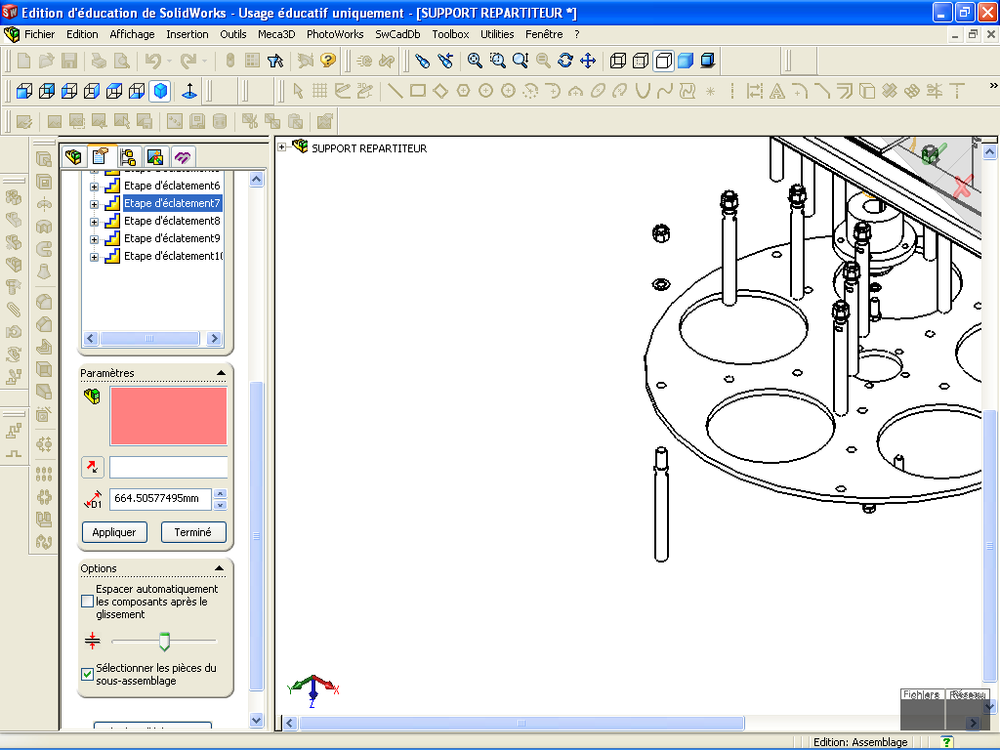 Edition d'éducation de SolidWorks - Usage éducatif uniquement - [SUPPORT REPARTITEUR *]
Fichier Edition Affichage Insertion Outils Meca3D PhotoWorks SwCadDb Toolbox Utilities Fenêtre ?
SUPPORT REPARTITEUR
Etape d'éclatement6
Etape d'éclatement7
Etape d'éclatement8
Etape d'éclatement9
Etape d'éclatement10
Paramètres
D1
664.50577495mm
Appliquer Terminé
Options
Espacer automatiquement
les composants après le
glissement
Sélectionner les pièces du
sous-assemblage
Y X
Z
Fichiers Réseau
Edition: Assemblage ?